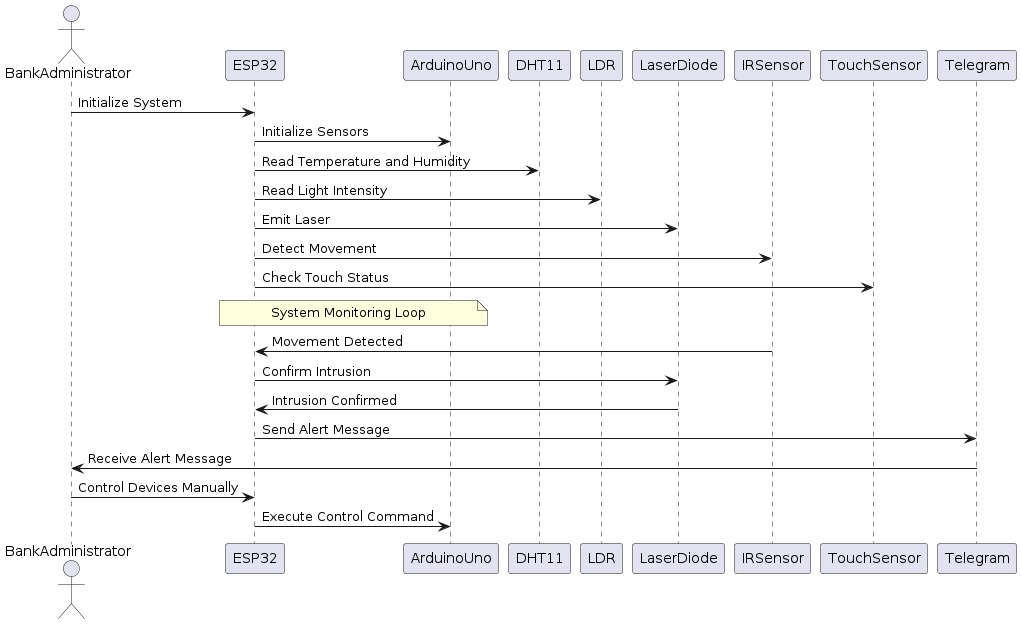 BankAdministrator
ESP32
ArduinoUno
DHT11
LDR
LaserDiode
IRSensor
TouchSensor
Telegram
Initialize System
Initialize Sensors
Read Temperature and Humidity
Read Light Intensity
Emit Laser
Detect Movement
Check Touch Status
System Monitoring Loop
Movement Detected
Confirm Intrusion
Intrusion Confirmed
Send Alert Message
Receive Alert Message
Control Devices Manually
Execute Control Command
BankAdministrator
ESP32
ArduinoUno
DHT11
LDR
LaserDiode
IRSensor
TouchSensor
Telegram